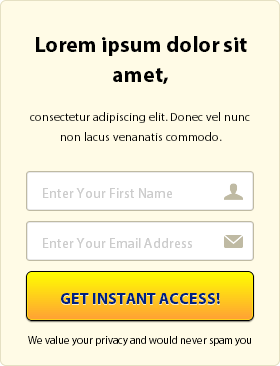 Lorem ipsum dolor sit
amet,
consectetur adipiscing elit. Donec vel nunc
non lacus venanatis commodo.
Enter Your First Name
Enter Your Email Address
GET INSTANT ACCESS!
We value your privacy and would never spam you